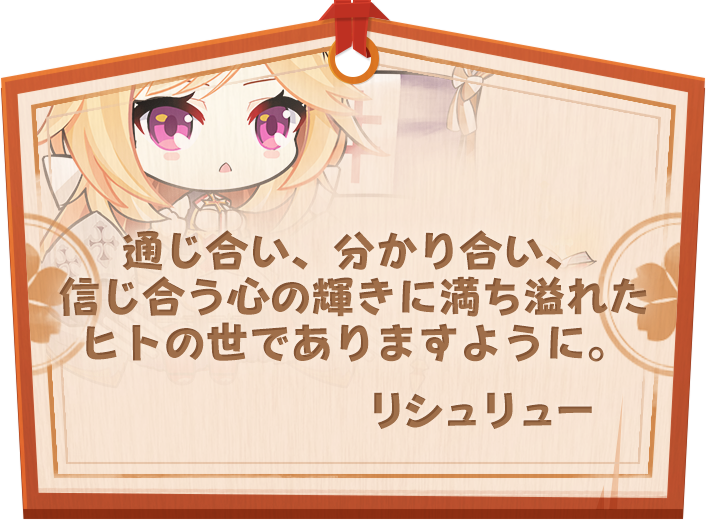 通じ合い、分かり合い、
信じ合う心の輝きに満ち溢れた
ヒトの世でありますように。
リシュリュー